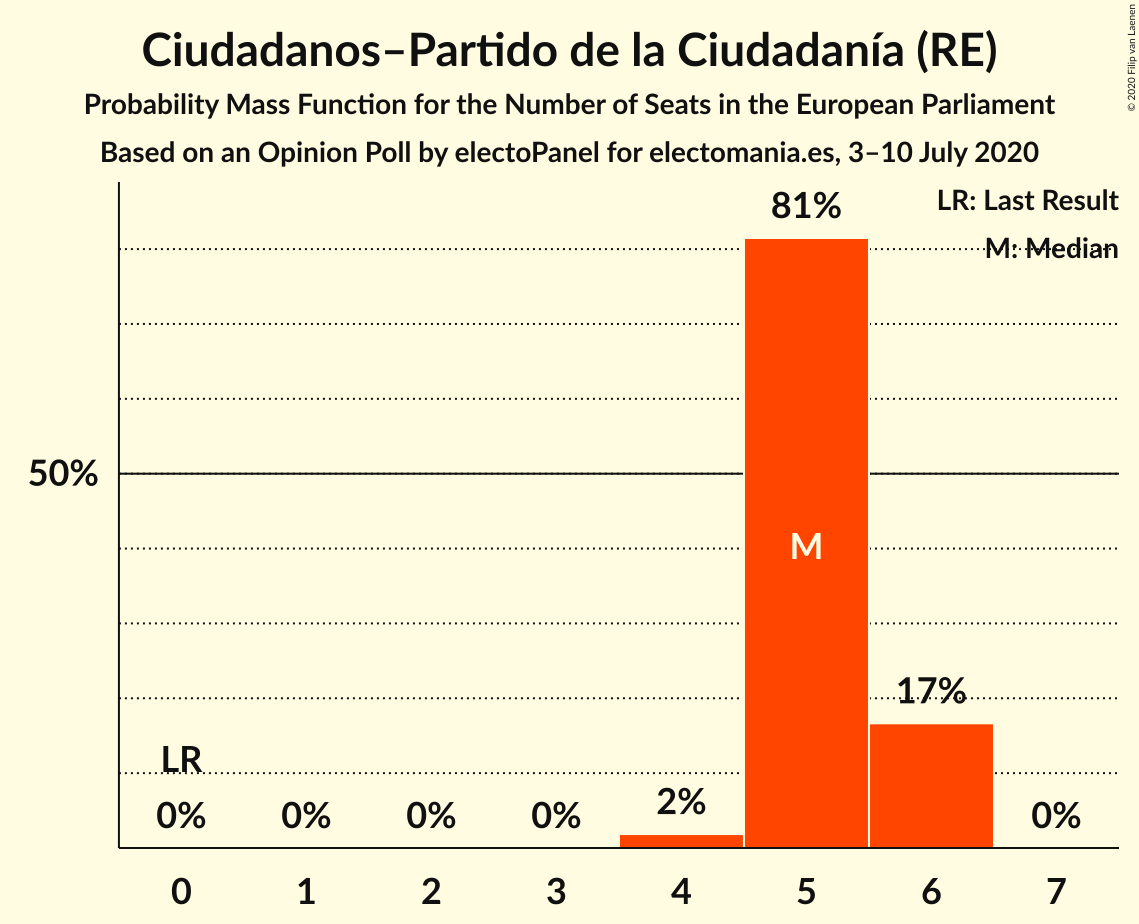 Ciudadanos–Partido de la Ciudadanía (RE)
Probability Mass Function for the Number of Seats in the European Parliament
Based on an Opinion Poll by electoPanel for electomania.es, 3–10 July 2020
© 2020 Filip van Laenen
LR: Last Result
M: Median
81%
50%
M
17%
LR
2%
0% 0% 0% 0% 0%
0 1 2 3 4 5 6 7